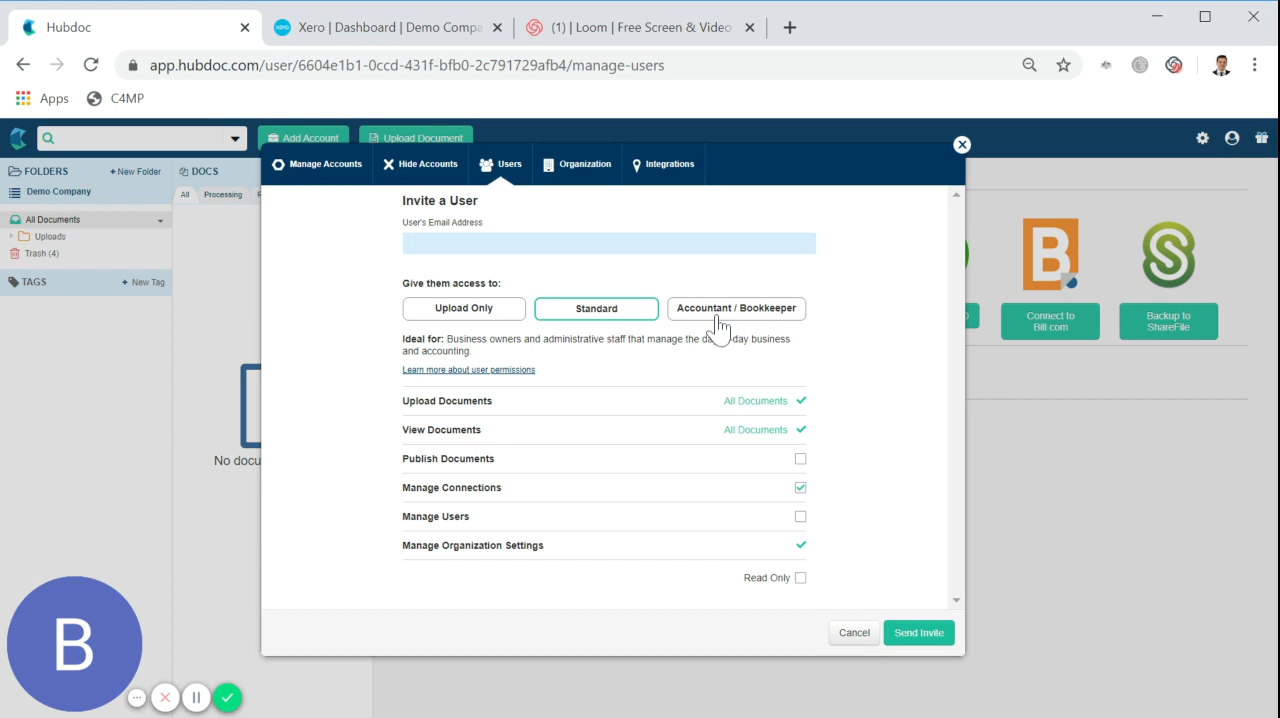 Hubdoc
Xero | Dashboard | Demo Compa
(1) | Loom | Free Screen & Video
app.hubdoc.com/user/6604e1b1-0ccd-431f-bfb0-2c791729afb4/manage-users
Apps
C4MP
Add Account
Upload Document
FOLDERS
+ New Folder
DOCS
Demo Company
All
Processing
All Documents
Uploads
Trash (4)
TAGS
+ New Tag
No docu
Manage Accounts
Hide Accounts
Users
Organization
Integrations
Invite a User
User's Email Address
Give them access to:
Upload Only
Standard
Accountant / Bookkeeper
Ideal for: Business owners and administrative staff that manage the day business
and accounting.
Learn more about user permissions
Upload Documents
All Documents
View Documents
All Documents
Publish Documents
Manage Connections
Manage Users
Manage Organization Settings
Read Only
Cancel
Send Invite
B
S
Connect to
Bill.com
Backup to
ShareFile
B